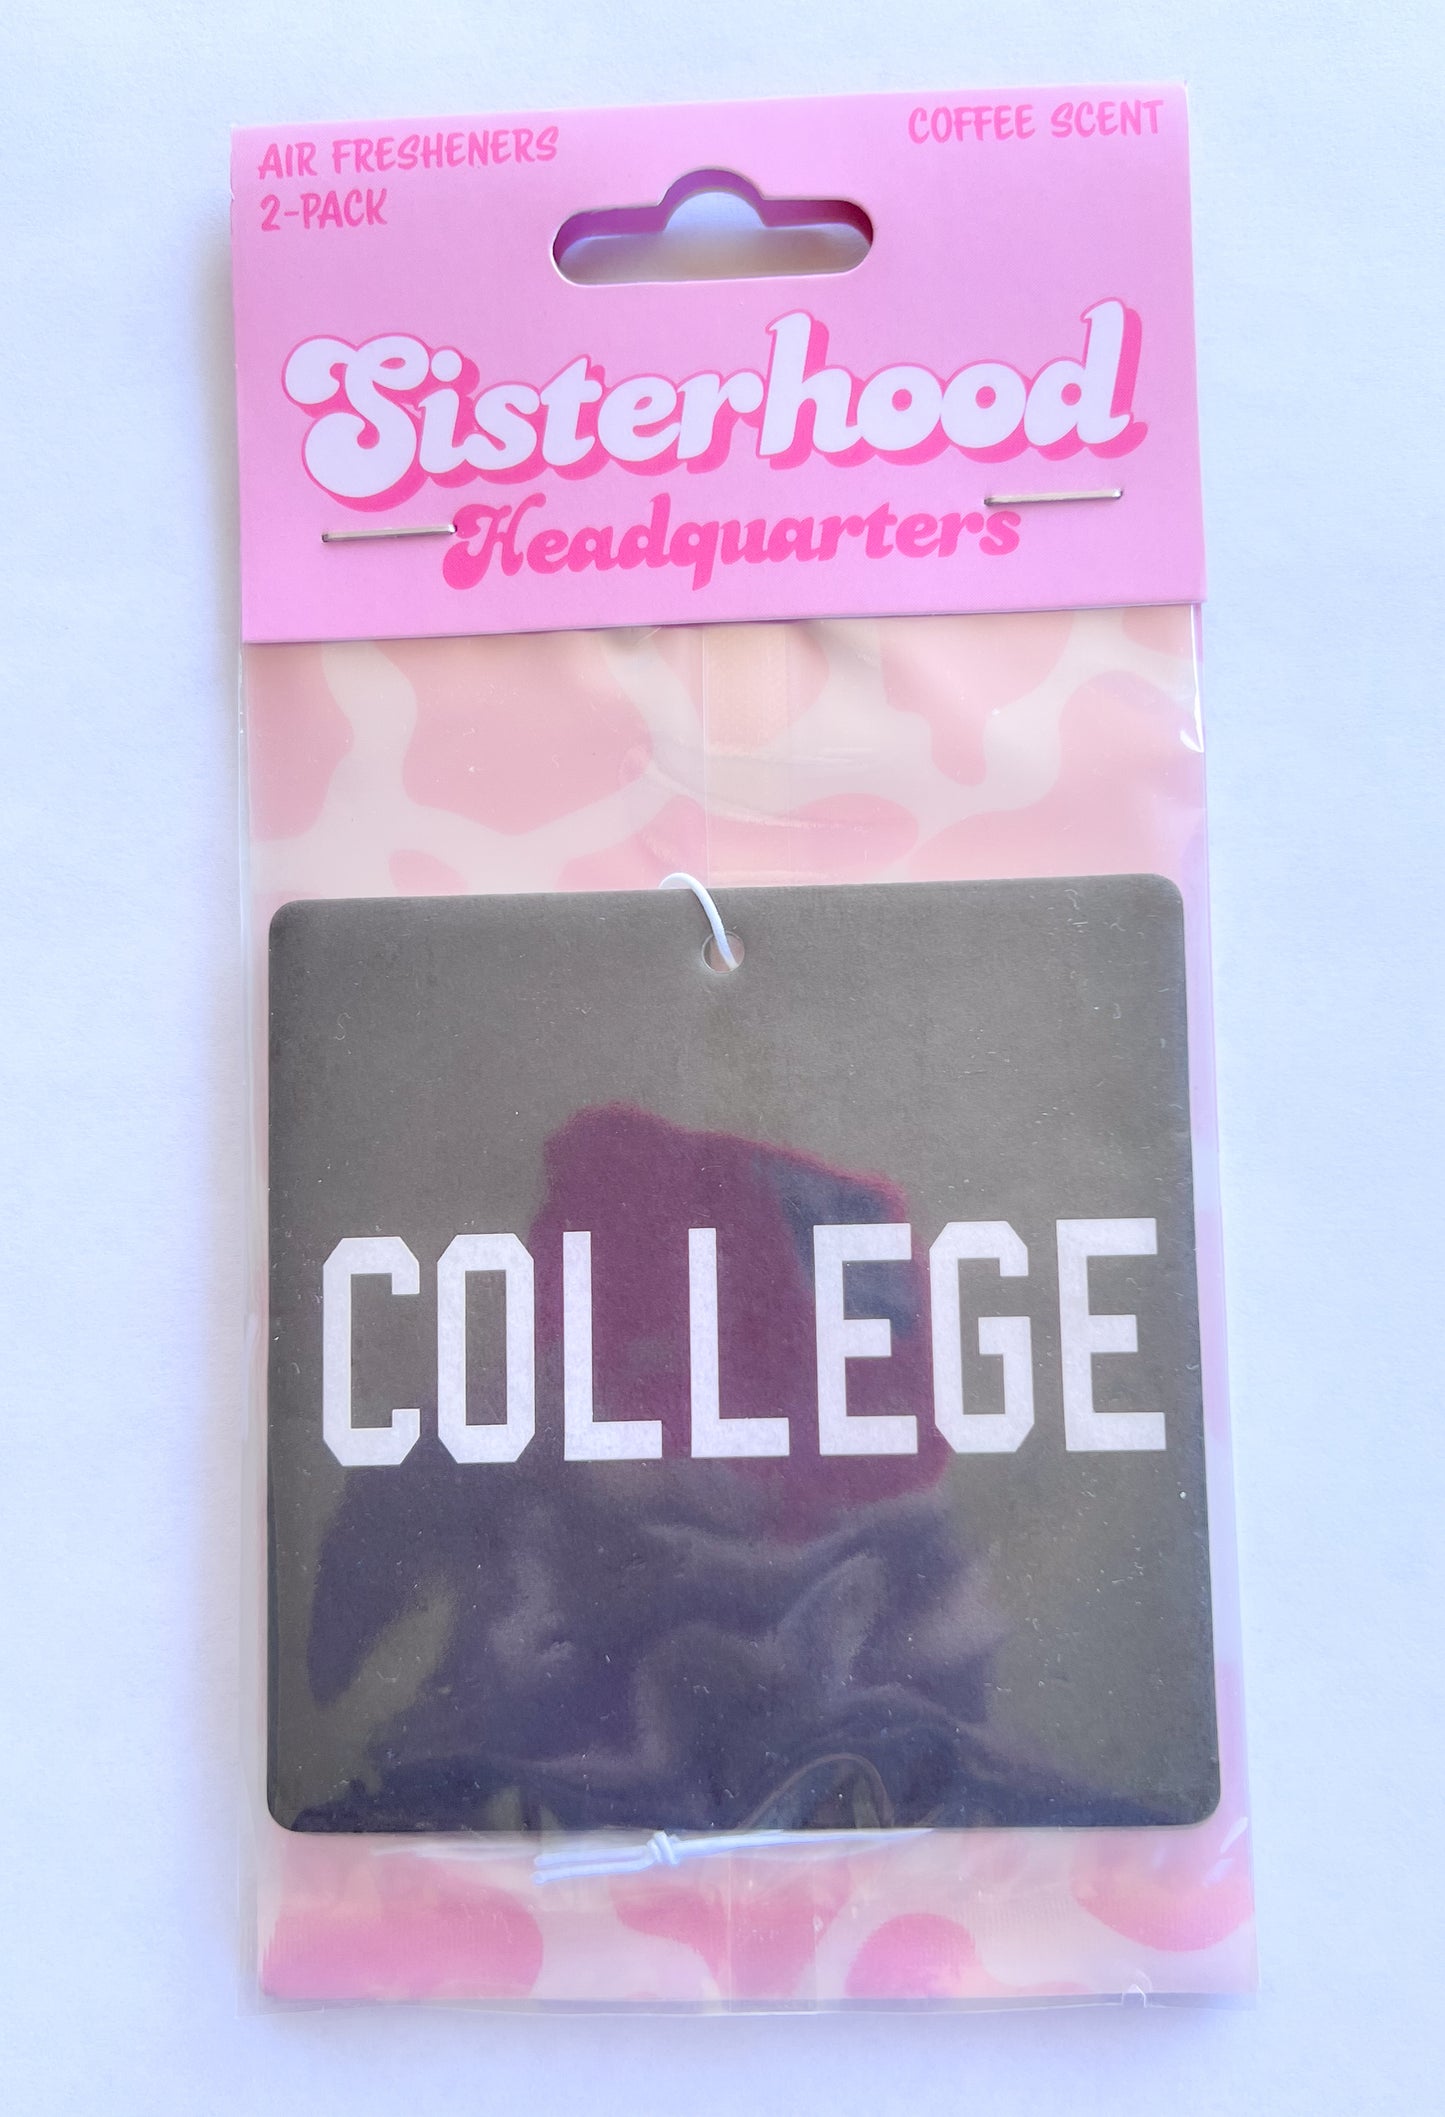 AIR FRESHENERS
2-PACK
COFFEE SCENT
Sisterhood
Headquarters
COLLEGE